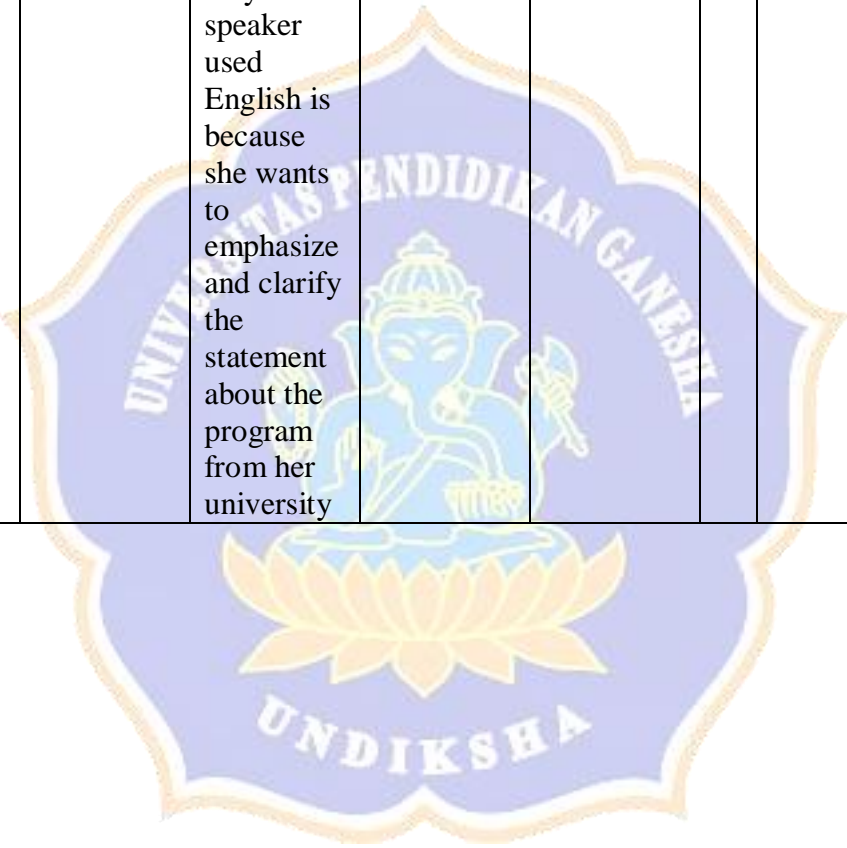 speaker
used
English is
because
she wants
to
emphasize
and clarify
the
statement
about the
program
from her
university
UNIVERSITAS PENDIDIKAN GANESHA
UNDIKSHA